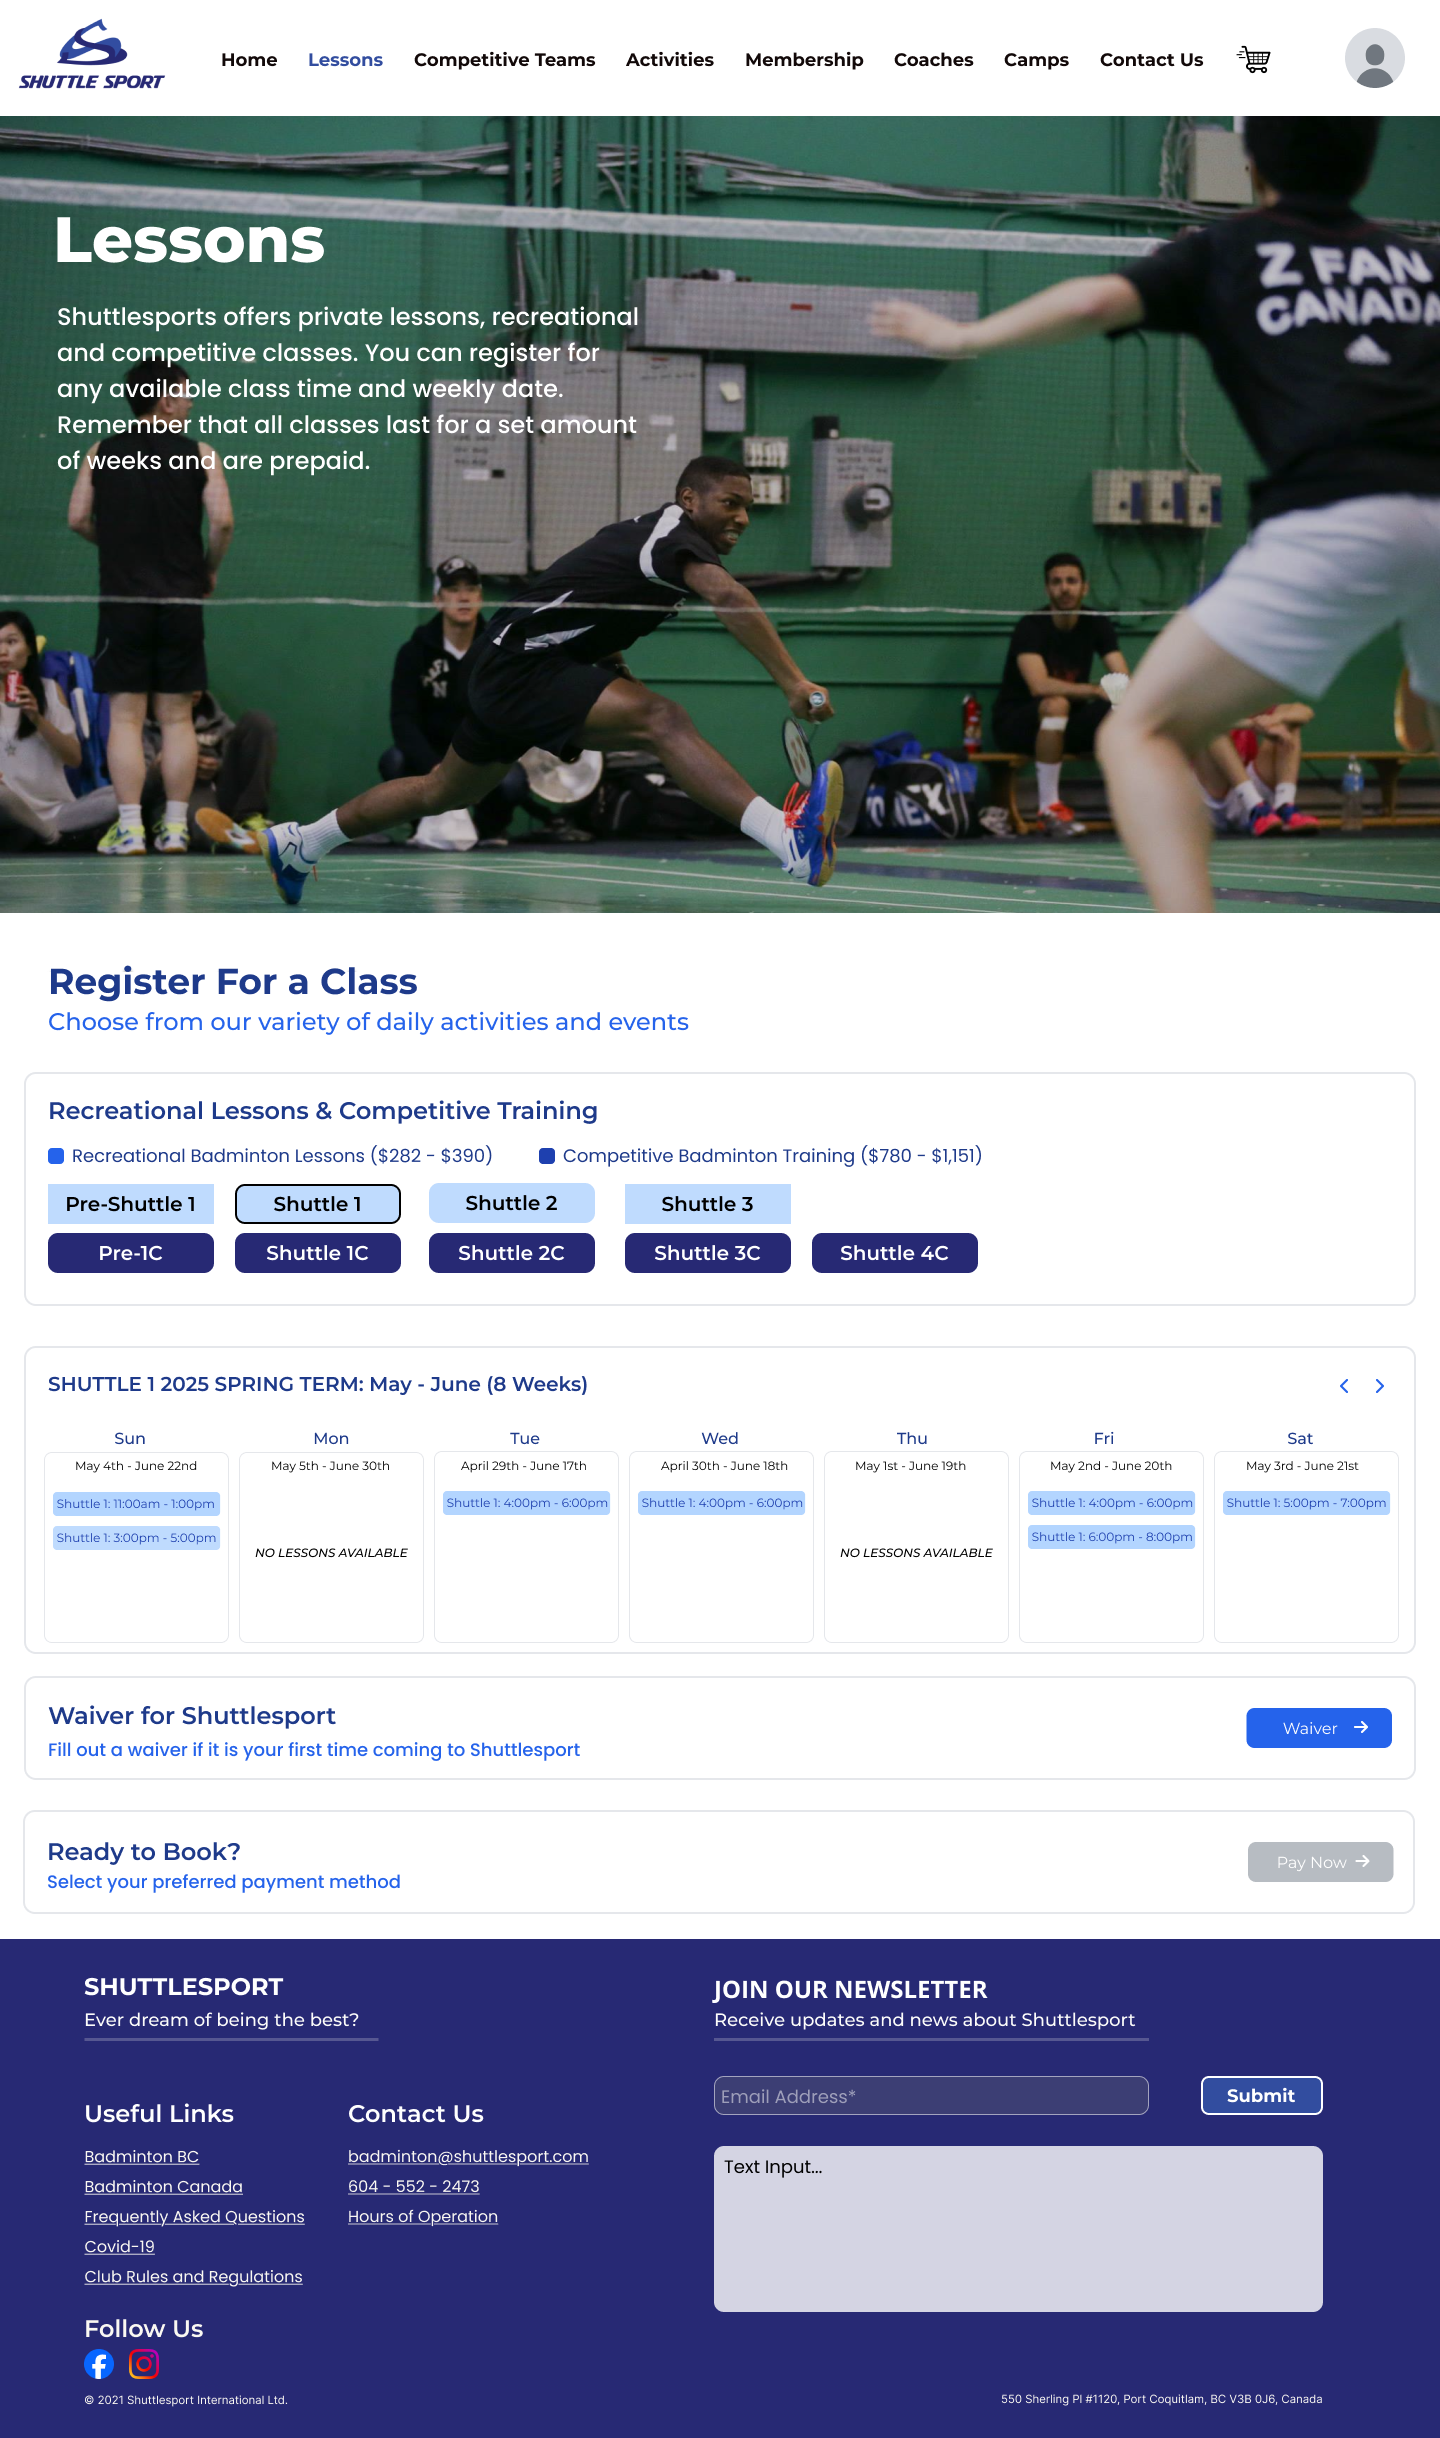 SHUTTLE SPORT
Home Lessons Competitive Teams Activities Membership Coaches Camps Contact Us
Lessons
Z FAN
CANADA
Shuttlesports offers private lessons, recreational
and competitive classes. You can register for
any available class time and weekly date.
Remember that all classes last for a set amount
of weeks and are prepaid.
Register For a Class
Choose from our variety of daily activities and events
Recreational Lessons & Competitive Training
Recreational Badminton Lessons ($282 - $390) Competitive Badminton Training ($780 - $1,151)
Pre-Shuttle 1 Shuttle 1 Shuttle 2 Shuttle 3
Pre-1C Shuttle 1C Shuttle 2C Shuttle 3C Shuttle 4C
SHUTTLE 1 2025 SPRING TERM: May - June (8 Weeks)
Sun Mon Tue Wed Thu Fri Sat
May 4th - June 22nd May 5th - June 30th April 29th - June 17th April 30th - June 18th May 1st - June 19th May 2nd - June 20th May 3rd - June 21st
Shuttle 1: 11:00am - 1:00pm Shuttle 1: 4:00pm - 6:00pm Shuttle 1: 4:00pm - 6:00pm Shuttle 1: 4:00pm - 6:00pm Shuttle 1: 5:00pm - 7:00pm
Shuttle 1: 3:00pm - 5:00pm Shuttle 1: 6:00pm - 8:00pm
NO LESSONS AVAILABLE NO LESSONS AVAILABLE
Waiver for Shuttlesport
Fill out a waiver if it is your first time coming to Shuttlesport
Waiver
Ready to Book?
Select your preferred payment method
Pay Now
SHUTTLESPORT
Ever dream of being the best?
JOIN OUR NEWSLETTER
Receive updates and news about Shuttlesport
Email Address*
Submit
Text Input...
Useful Links
Badminton BC
Badminton Canada
Frequently Asked Questions
Covid-19
Club Rules and Regulations
Contact Us
badminton@shuttlesport.com
604 - 552 - 2473
Hours of Operation
Follow Us
© 2021 Shuttlesport International Ltd.
550 Sherling Pl #1120, Port Coquitlam, BC V3B 0J6, Canada